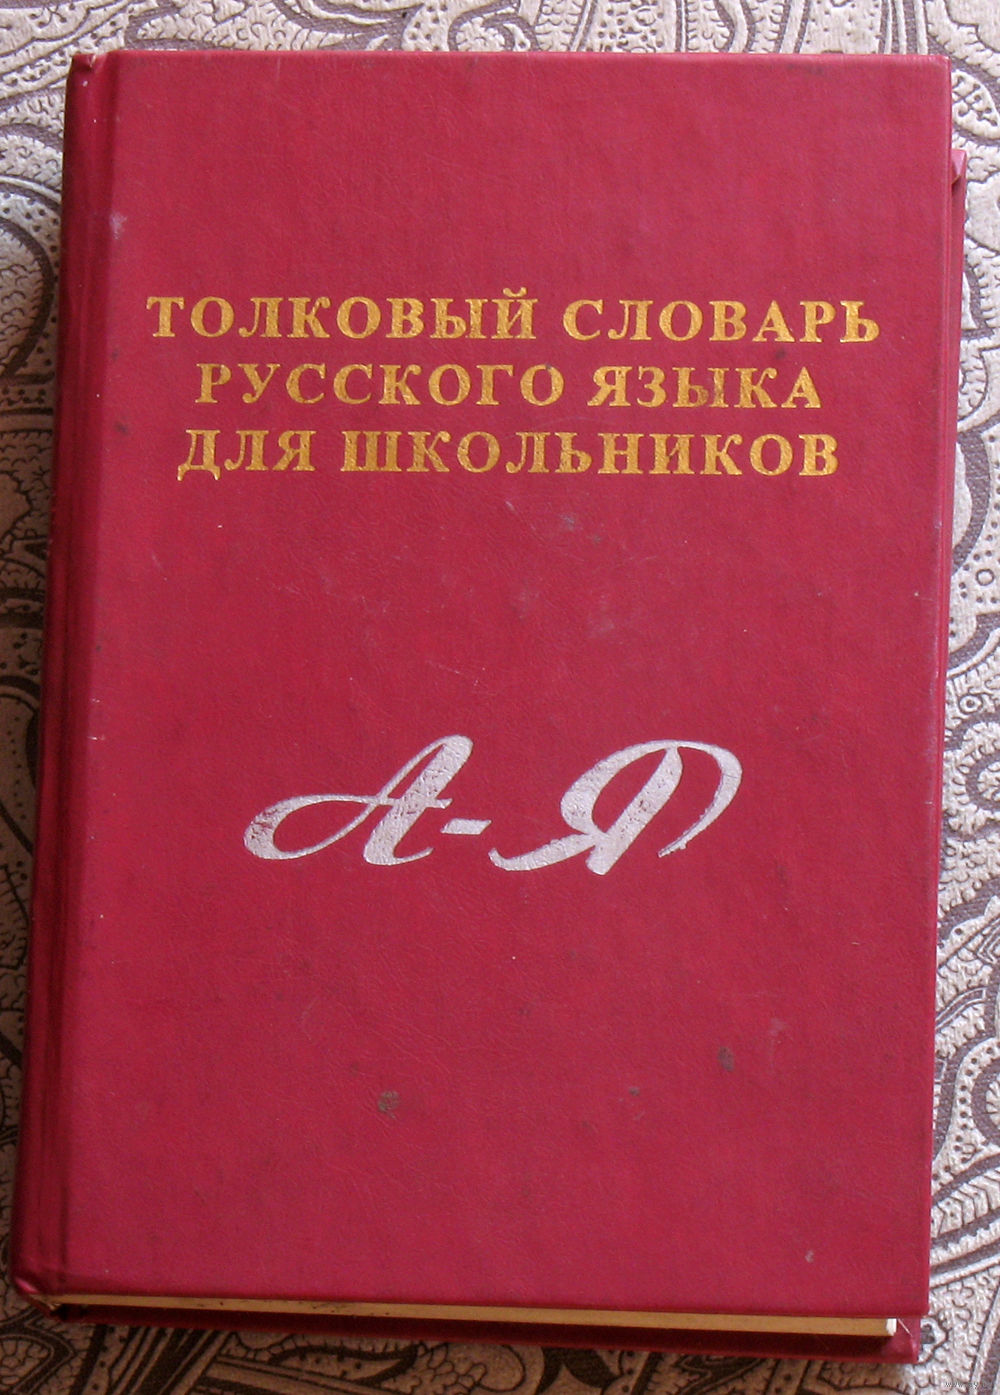 ТОЛКОВЫЙ СЛОВАРЬ
РУССКОГО ЯЗЫКА
ДЛЯ ШКОЛЬНИКОВ
А-Я